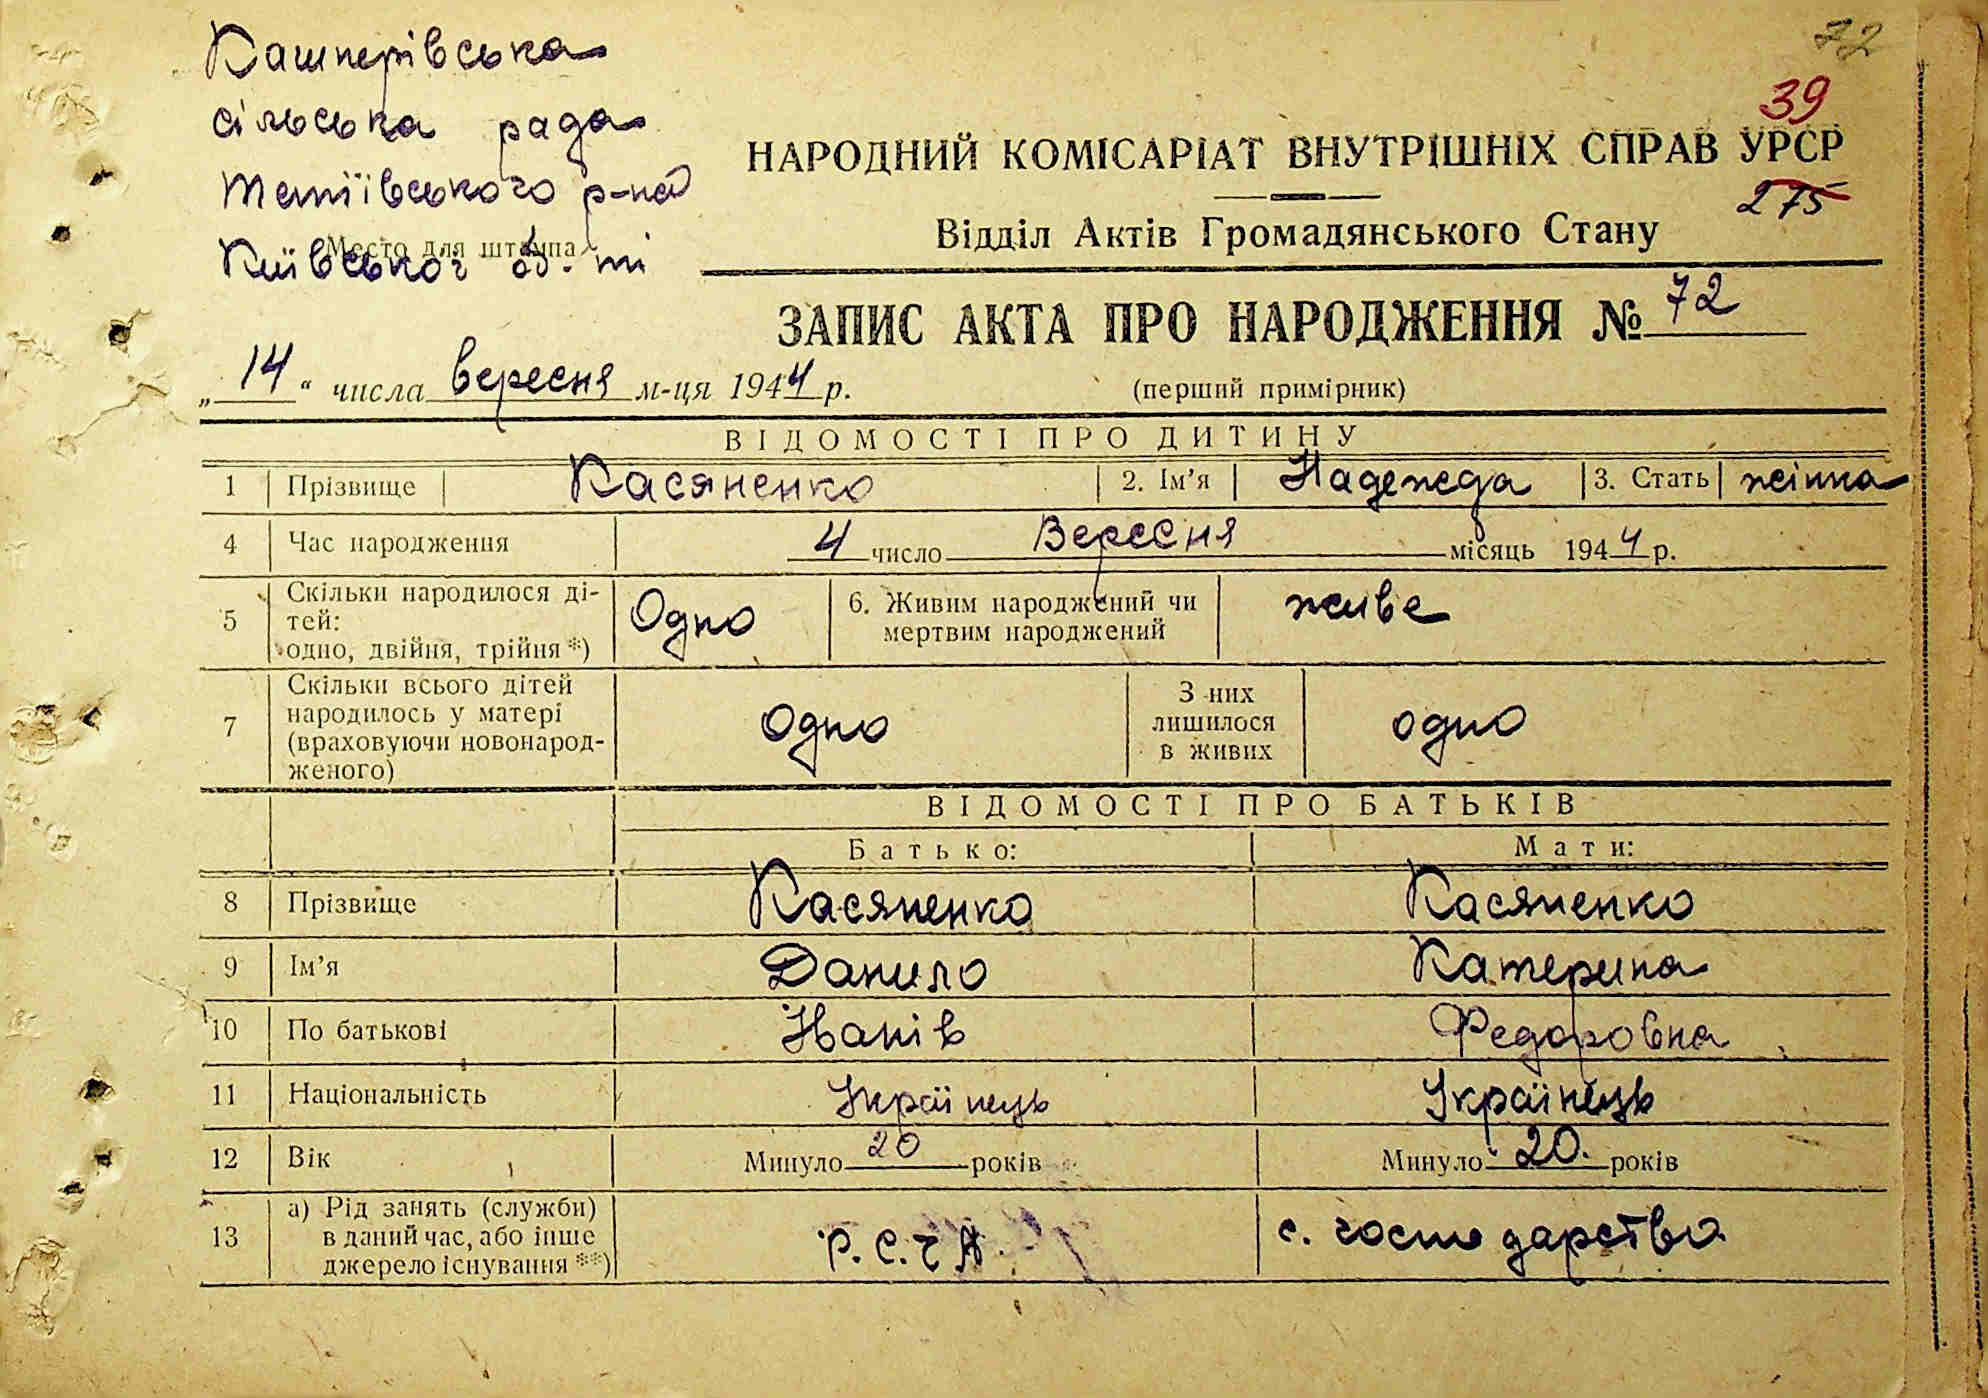 72
39
275
Кашперівська
сільська рада
Тетіївського р-на
Київської об. ті
Место для штампа
НАРОДНИЙ КОМІСАРІАТ ВНУТРІШНІХ СПРАВ УРСР
Відділ Актів Громадянського Стану
ЗАПИС АКТА ПРО НАРОДЖЕННЯ № 72
„14“ числа вересня м-ця 1944 р.
(перший примірник)
ВІДОМОСТІ ПРО ДИТИНУ
1 Прізвище Касяненко 2. Ім’я Надежда 3. Стать жінка
4 Час народження 4 число Вересня місяць 1944 р.
5 Скільки народилося ді-
тей:
одно, двійня, трійня *) Одно 6. Живим народжений чи
мертвим народжений живе
7 Скільки всього дітей
народилось у матері
(враховуючи новонарод-
женого) одно З них
лишилося
в живих одно
ВІДОМОСТІ ПРО БАТЬКІВ
Батько: Мати:
8 Прізвище Касяненко Касяненко
9 Ім’я Данило Катерина
10 По батькові Іванів Федоровна
11 Національність Українець Українець
12 Вік Минуло 20 років Минуло 20. років
13 а) Рід занять (служби)
в даний час, або інше
джерело існування **) Р. С. Ч А. с. господарство